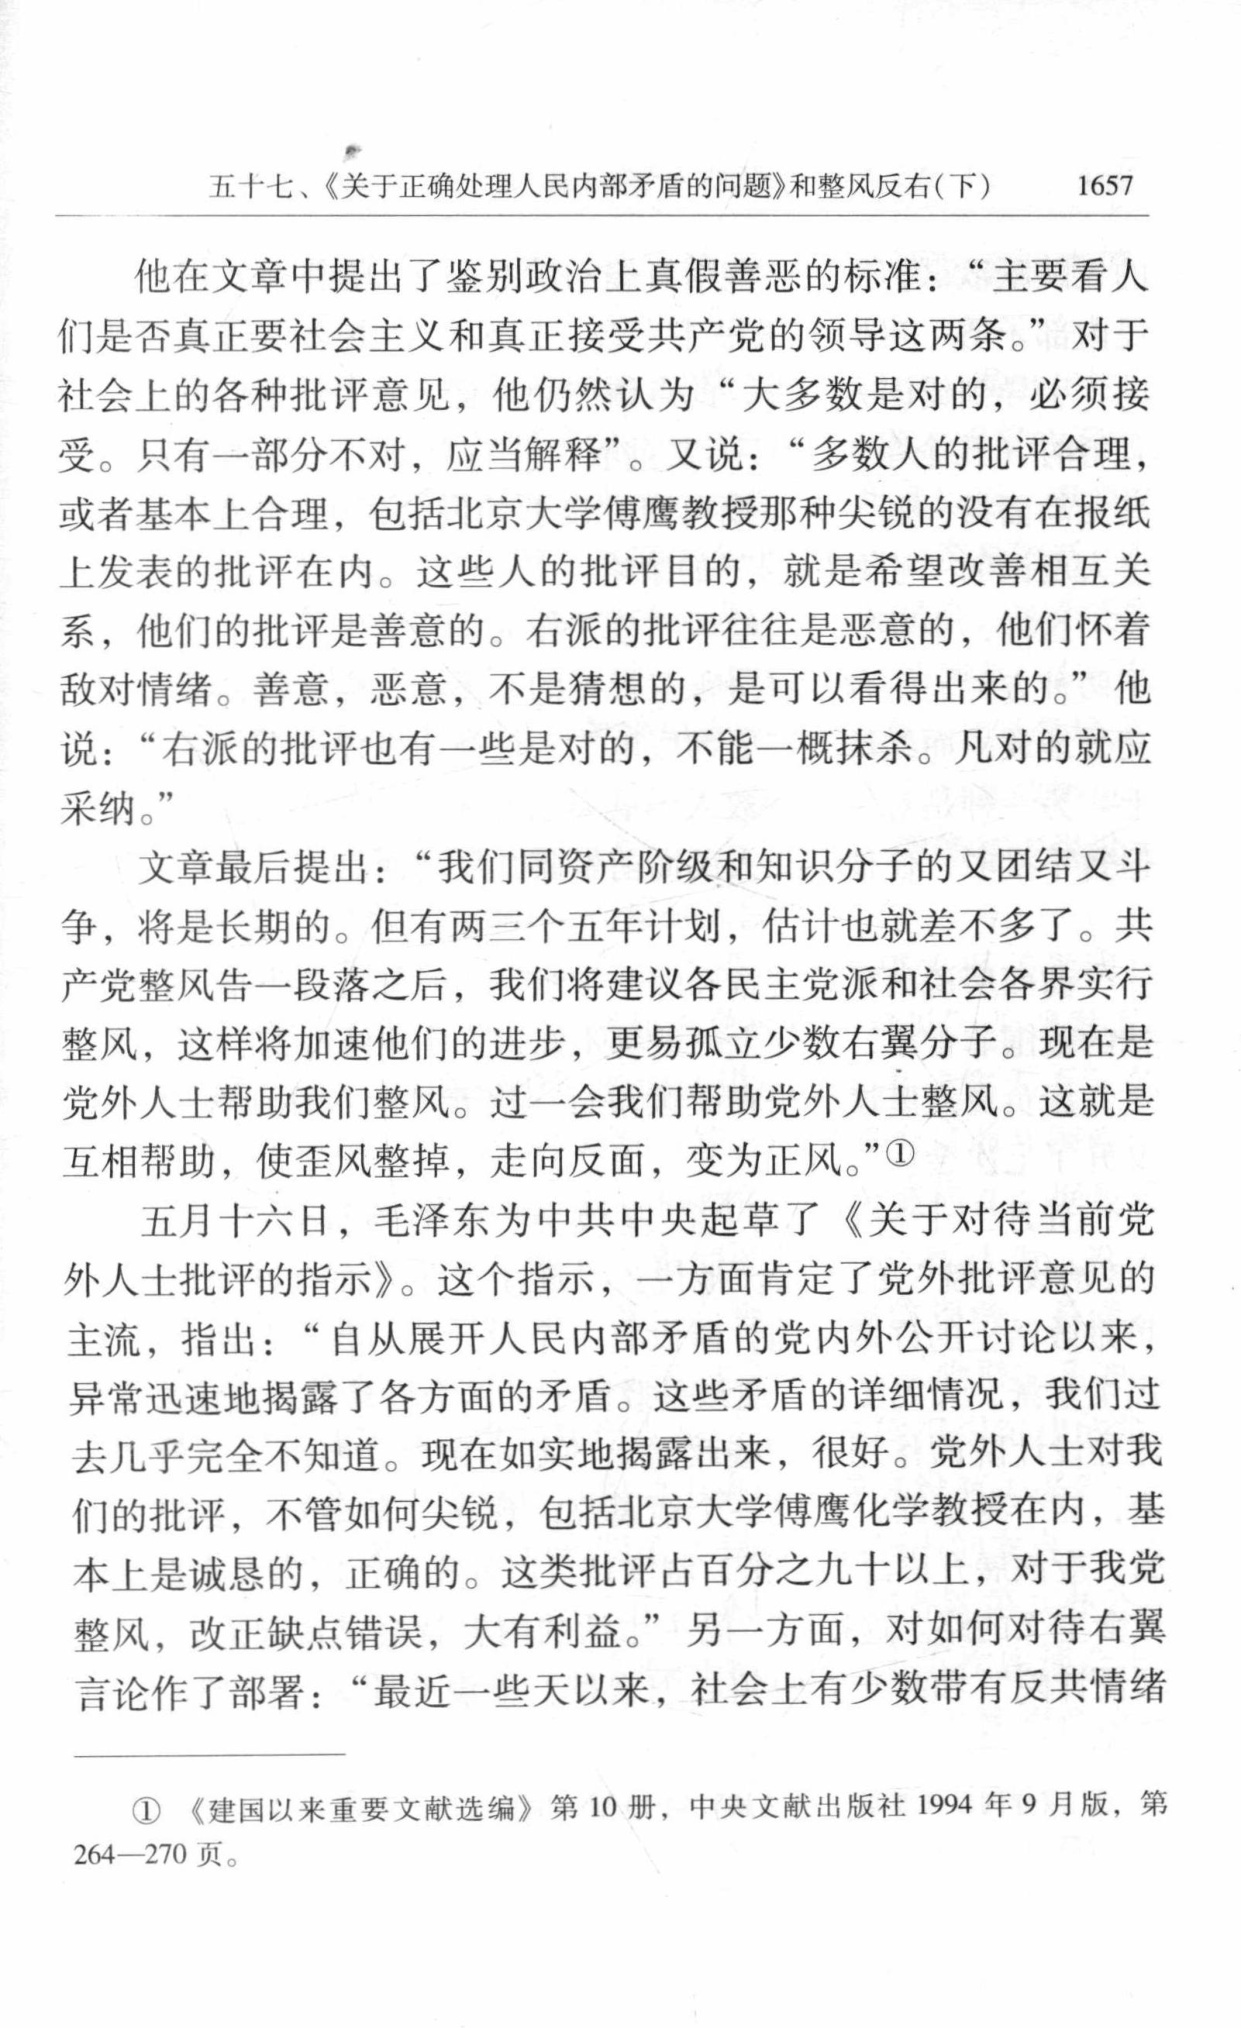 五十七、《关于正确处理人民内部矛盾的问题》和整风反右(下) 1657
他在文章中提出了鉴别政治上真假善恶的标准：“主要看人
们是否真正要社会主义和真正接受共产党的领导这两条。”对于
社会上的各种批评意见，他仍然认为“大多数是对的，必须接
受。只有一部分不对，应当解释”。又说：“多数人的批评合理，
或者基本上合理，包括北京大学傅鹰教授那种尖锐的没有在报纸
上发表的批评在内。这些人的批评目的，就是希望改善相互关
系，他们的批评是善意的。右派的批评往往是恶意的，他们怀着
敌对情绪。善意，恶意，不是猜想的，是可以看得出来的。”他
说：“右派的批评也有一些是对的，不能一概抹杀。凡对的就应
采纳。”
文章最后提出：“我们同资产阶级和知识分子的又团结又斗
争，将是长期的。但有两三个五年计划，估计也就差不多了。共
产党整风告一段落之后，我们将建议各民主党派和社会各界实行
整风，这样将加速他们的进步，更易孤立少数右翼分子。现在是
党外人士帮助我们整风。过一会我们帮助党外人士整风。这就是
互相帮助，使歪风整掉，走向反面，变为正风。”①
五月十六日，毛泽东为中共中央起草了《关于对待当前党
外人士批评的指示》。这个指示，一方面肯定了党外批评意见的
主流，指出：“自从展开人民内部矛盾的党内外公开讨论以来，
异常迅速地揭露了各方面的矛盾。这些矛盾的详细情况，我们过
去几乎完全不知道。现在如实地揭露出来，很好。党外人士对我
们的批评，不管如何尖锐，包括北京大学傅鹰化学教授在内，基
本上是诚恳的，正确的。这类批评占百分之九十以上，对于我党
整风，改正缺点错误，大有利益。”另一方面，对如何对待右翼
言论作了部署：“最近一些天以来，社会上有少数带有反共情绪
① 《建国以来重要文献选编》第 10 册，中央文献出版社 1994 年 9 月版，第
264—270 页。